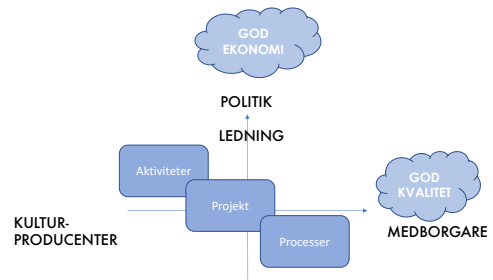 GOD
EKONOMI
POLITIK
LEDNING
Aktiviteter
Projekt
Processer
GOD
KVALITET
MEDBORGARE
KULTUR-
PRODUCENTER